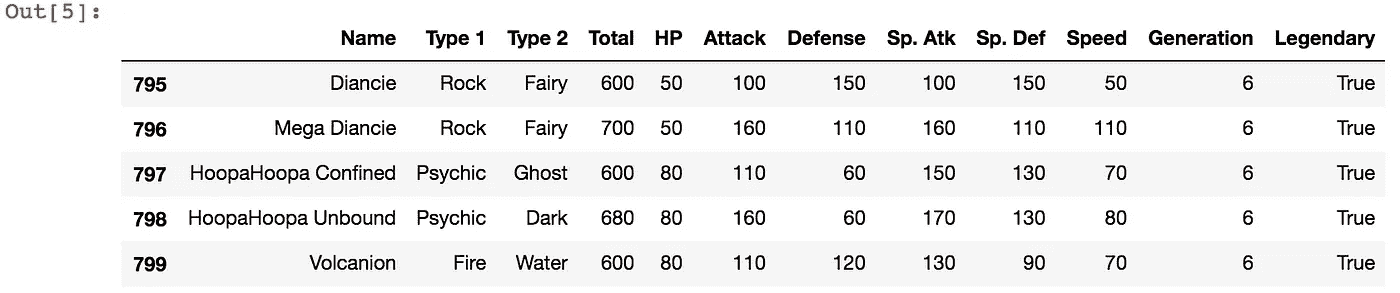 Out[5]:
Name Type 1 Type 2 Total HP Attack Defense Sp. Atk Sp. Def Speed Generation Legendary
795 Diancie Rock Fairy 600 50 100 150 100 150 50 6 True
796 Mega Diancie Rock Fairy 700 50 160 110 160 110 110 6 True
797 HoopaHoopa Confined Psychic Ghost 600 80 110 60 150 130 70 6 True
798 HoopaHoopa Unbound Psychic Dark 680 80 160 60 170 130 80 6 True
799 Volcanion Fire Water 600 80 110 120 130 90 70 6 True